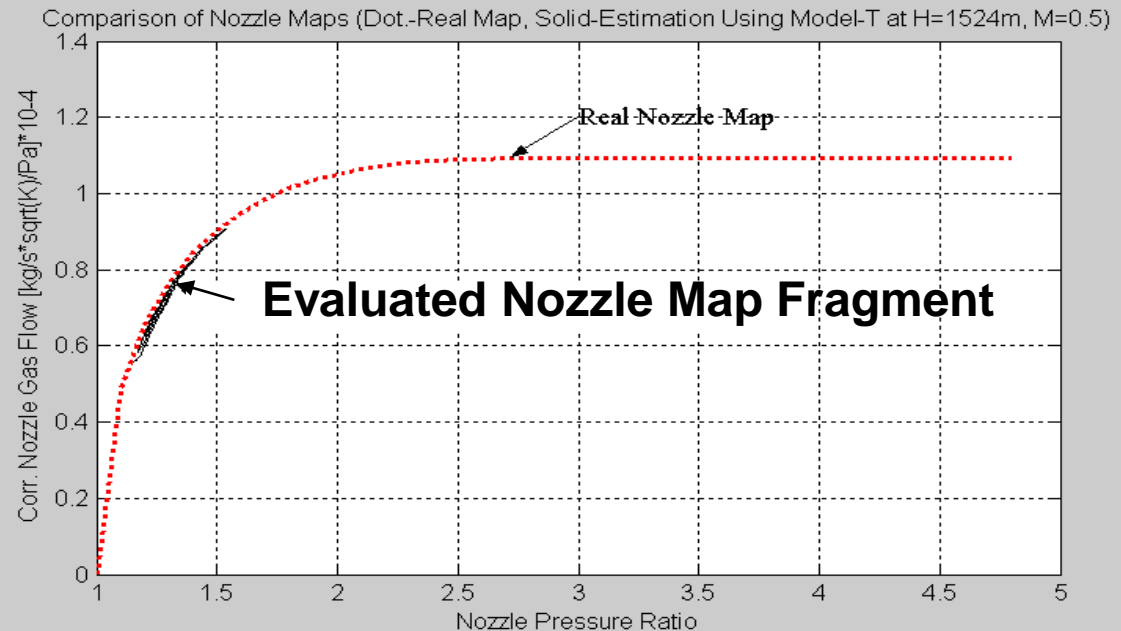 Comparison of Nozzle Maps (Dot.-Real Map, Solid-Estimation Using Model-T at H=1524m, M=0.5)
1.4
1.2
1
0.8
0.6
0.4
0.2
0
Corr. Nozzle Gas Flow [kg/s*sqrt(K)/Pa]*10-4
Real Nozzle Map
Evaluated Nozzle Map Fragment
1 1.5 2 2.5 3 3.5 4 4.5 5
Nozzle Pressure Ratio